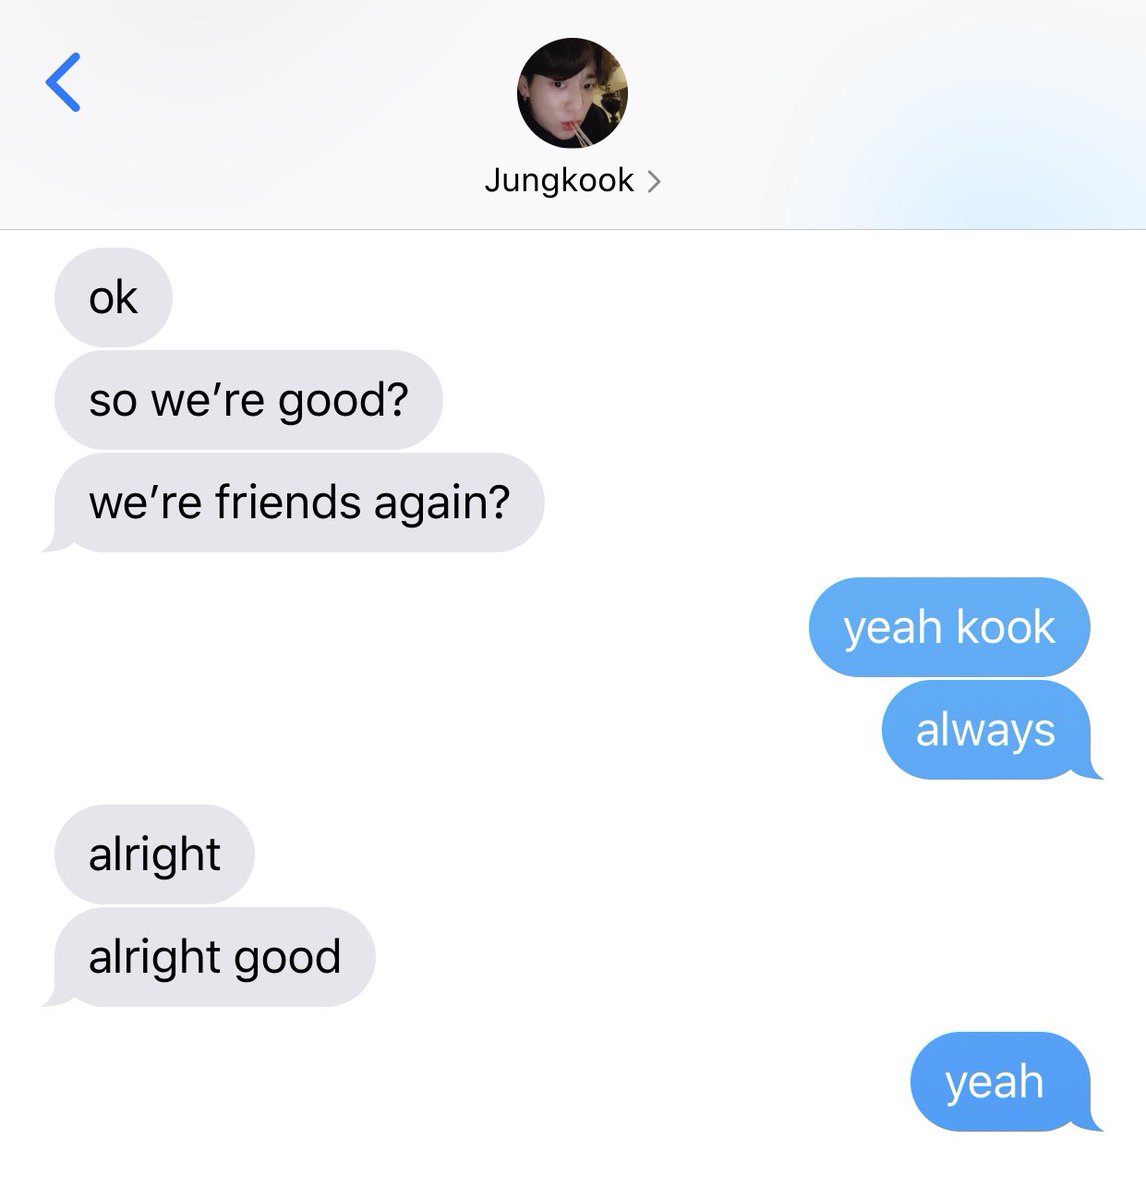 Jungkook
ok
so we’re good?
we’re friends again?
yeah kook
always
alright
alright good
yeah